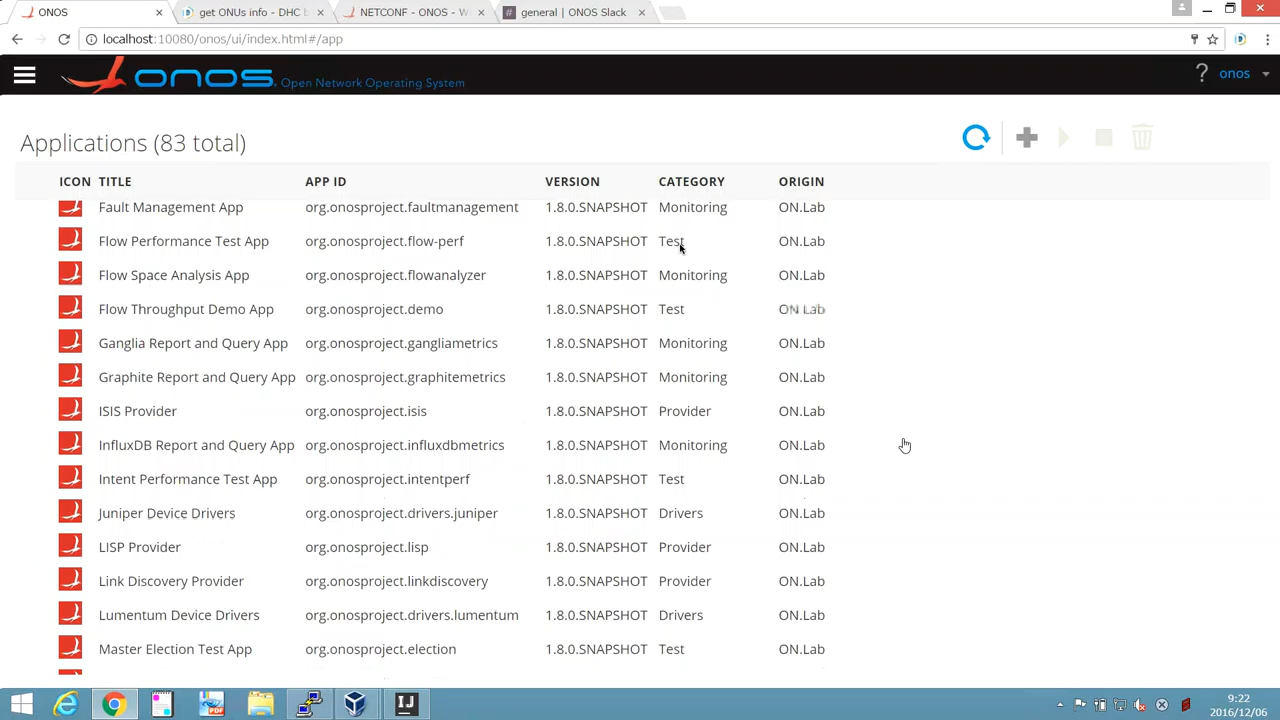 ONOS
get ONUs info - DHC b
NETCONF - ONOS - W
general | ONOS Slack
localhost:10080/onos/ui/index.html#/app
onos Open Network Operating System
? onos
Applications (83 total)
ICON TITLE APP ID VERSION CATEGORY ORIGIN
Fault Management App org.onosproject.faultmanagement 1.8.0.SNAPSHOT Monitoring ON.Lab
Flow Performance Test App org.onosproject.flow-perf 1.8.0.SNAPSHOT Test ON.Lab
Flow Space Analysis App org.onosproject.flowanalyzer 1.8.0.SNAPSHOT Monitoring ON.Lab
Flow Throughput Demo App org.onosproject.demo 1.8.0.SNAPSHOT Test ON.Lab
Ganglia Report and Query App org.onosproject.gangliametrics 1.8.0.SNAPSHOT Monitoring ON.Lab
Graphite Report and Query App org.onosproject.graphitemetrics 1.8.0.SNAPSHOT Monitoring ON.Lab
ISIS Provider org.onosproject.isis 1.8.0.SNAPSHOT Provider ON.Lab
InfluxDB Report and Query App org.onosproject.influxdbmetrics 1.8.0.SNAPSHOT Monitoring ON.Lab
Intent Performance Test App org.onosproject.intentperf 1.8.0.SNAPSHOT Test ON.Lab
Juniper Device Drivers org.onosproject.drivers.juniper 1.8.0.SNAPSHOT Drivers ON.Lab
LISP Provider org.onosproject.lisp 1.8.0.SNAPSHOT Provider ON.Lab
Link Discovery Provider org.onosproject.linkdiscovery 1.8.0.SNAPSHOT Provider ON.Lab
Lumentum Device Drivers org.onosproject.drivers.lumentum 1.8.0.SNAPSHOT Drivers ON.Lab
Master Election Test App org.onosproject.election 1.8.0.SNAPSHOT Test ON.Lab
PDF
IJ
9:22
2016/12/06